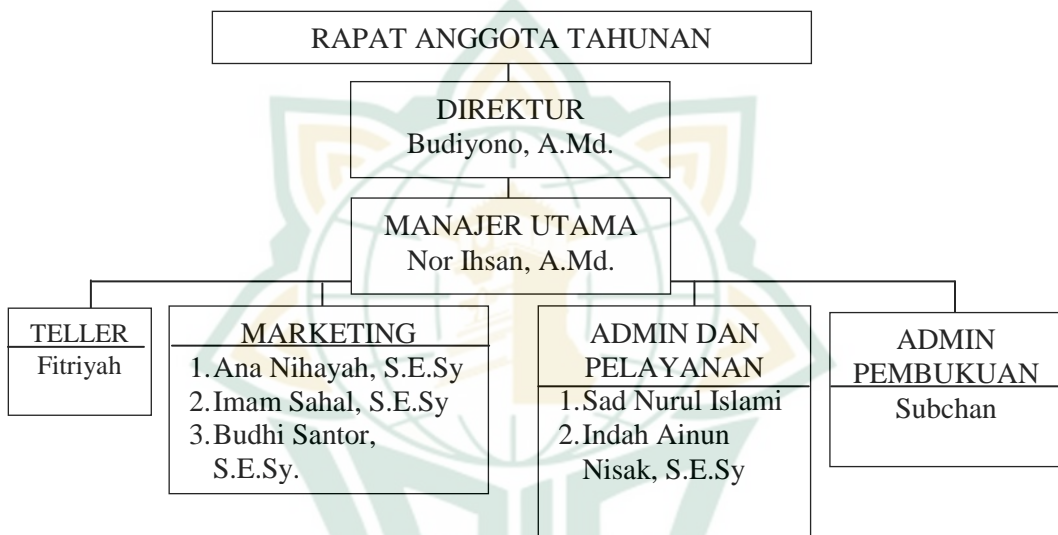 RAPAT ANGGOTA TAHUNAN
DIREKTUR
Budiyono, A.Md.
MANAJER UTAMA
Nor Ihsan, A.Md.
TELLER
Fitriyah
MARKETING
1.Ana Nihayah, S.E.Sy
2.Imam Sahal, S.E.Sy
3.Budhi Santor,
S.E.Sy.
ADMIN DAN
PELAYANAN
1.Sad Nurul Islami
2.Indah Ainun
Nisak, S.E.Sy
ADMIN
PEMBUKUAN
Subchan